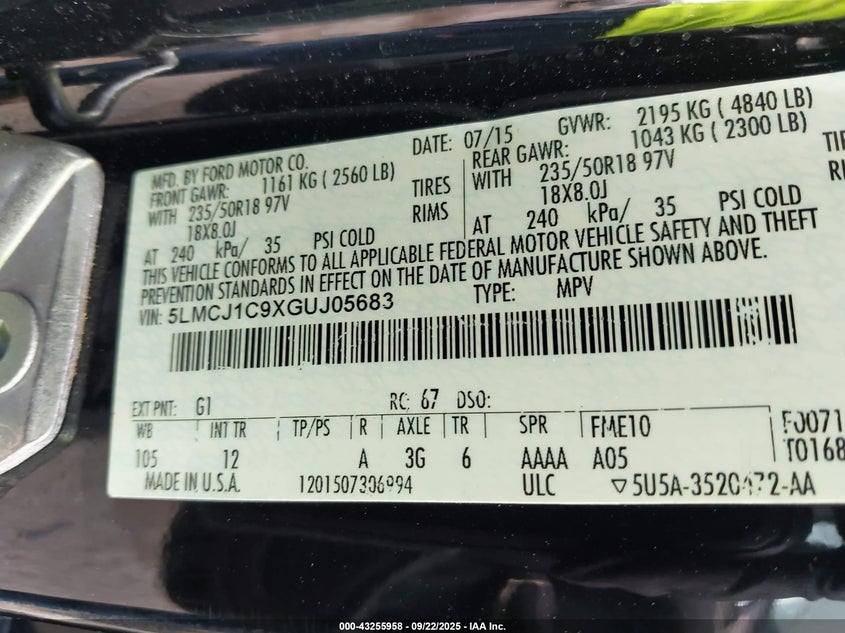 MFD. BY FORD MOTOR CO.
DATE: 07/15 GVWR: 2195 KG ( 4840 LB)
FRONT GAWR: 1161 KG ( 2560 LB) REAR GAWR: 1043 KG ( 2300 LB)
WITH 235/50R18 97V TIRES WITH 235/50R18 97V
18X8.0J RIMS 18X8.0J
AT 240 kPa/ 35 PSI COLD AT 240 kPa/ 35 PSI COLD
THIS VEHICLE CONFORMS TO ALL APPLICABLE FEDERAL MOTOR VEHICLE SAFETY AND THEFT
PREVENTION STANDARDS IN EFFECT ON THE DATE OF MANUFACTURE SHOWN ABOVE.
VIN: 5LMCJ1C9XGUJ05683 TYPE: MPV
EXT PNT: G1 RC: 67 DSO:
WB INT TR TP/PS R AXLE TR SPR FME10
105 12 A 3G 6 AAAA A05
MADE IN U.S.A. 1201507306994 ULC 5U5A-3520472-AA
000-43255958 - 09/22/2025 - IAA Inc.